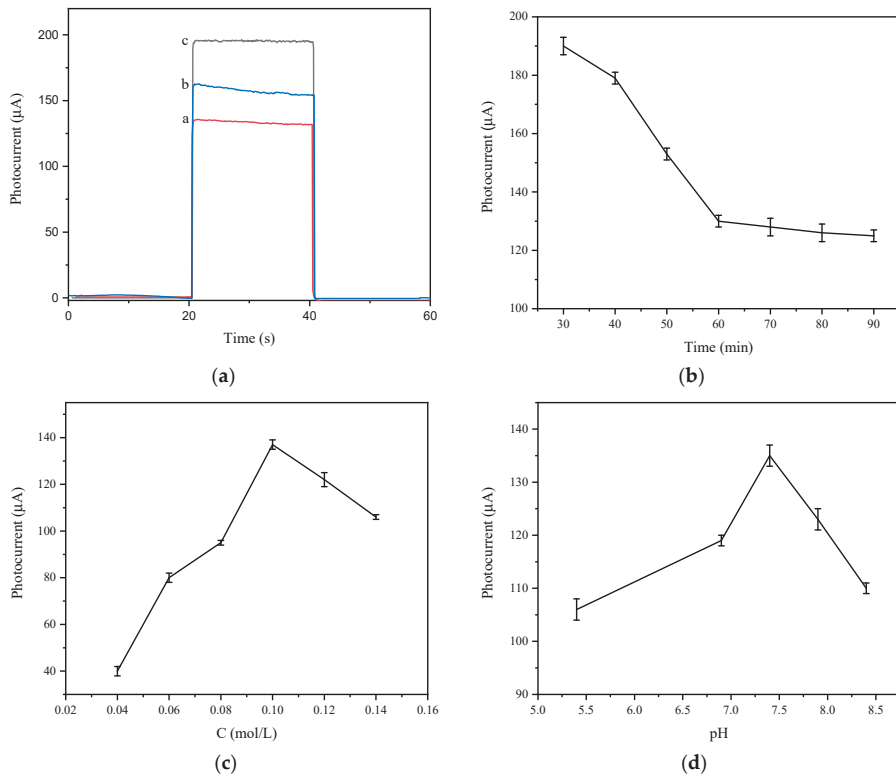 200
150
100
50
0
Photocurrent (μA)
c
b
a
0 20 40 60
Time (s)
(a)
200
180
160
140
120
100
Photocurrent (μA)
30 40 50 60 70 80 90
Time (min)
(b)
140
120
100
80
60
40
Photocurrent (μA)
0.02 0.04 0.06 0.08 0.10 0.12 0.14 0.16
C (mol/L)
(c)
145
140
130
120
110
100
90
Photocurrent (μA)
5.0 5.5 6.0 6.5 7.0 7.5 8.0 8.5
pH
(d)